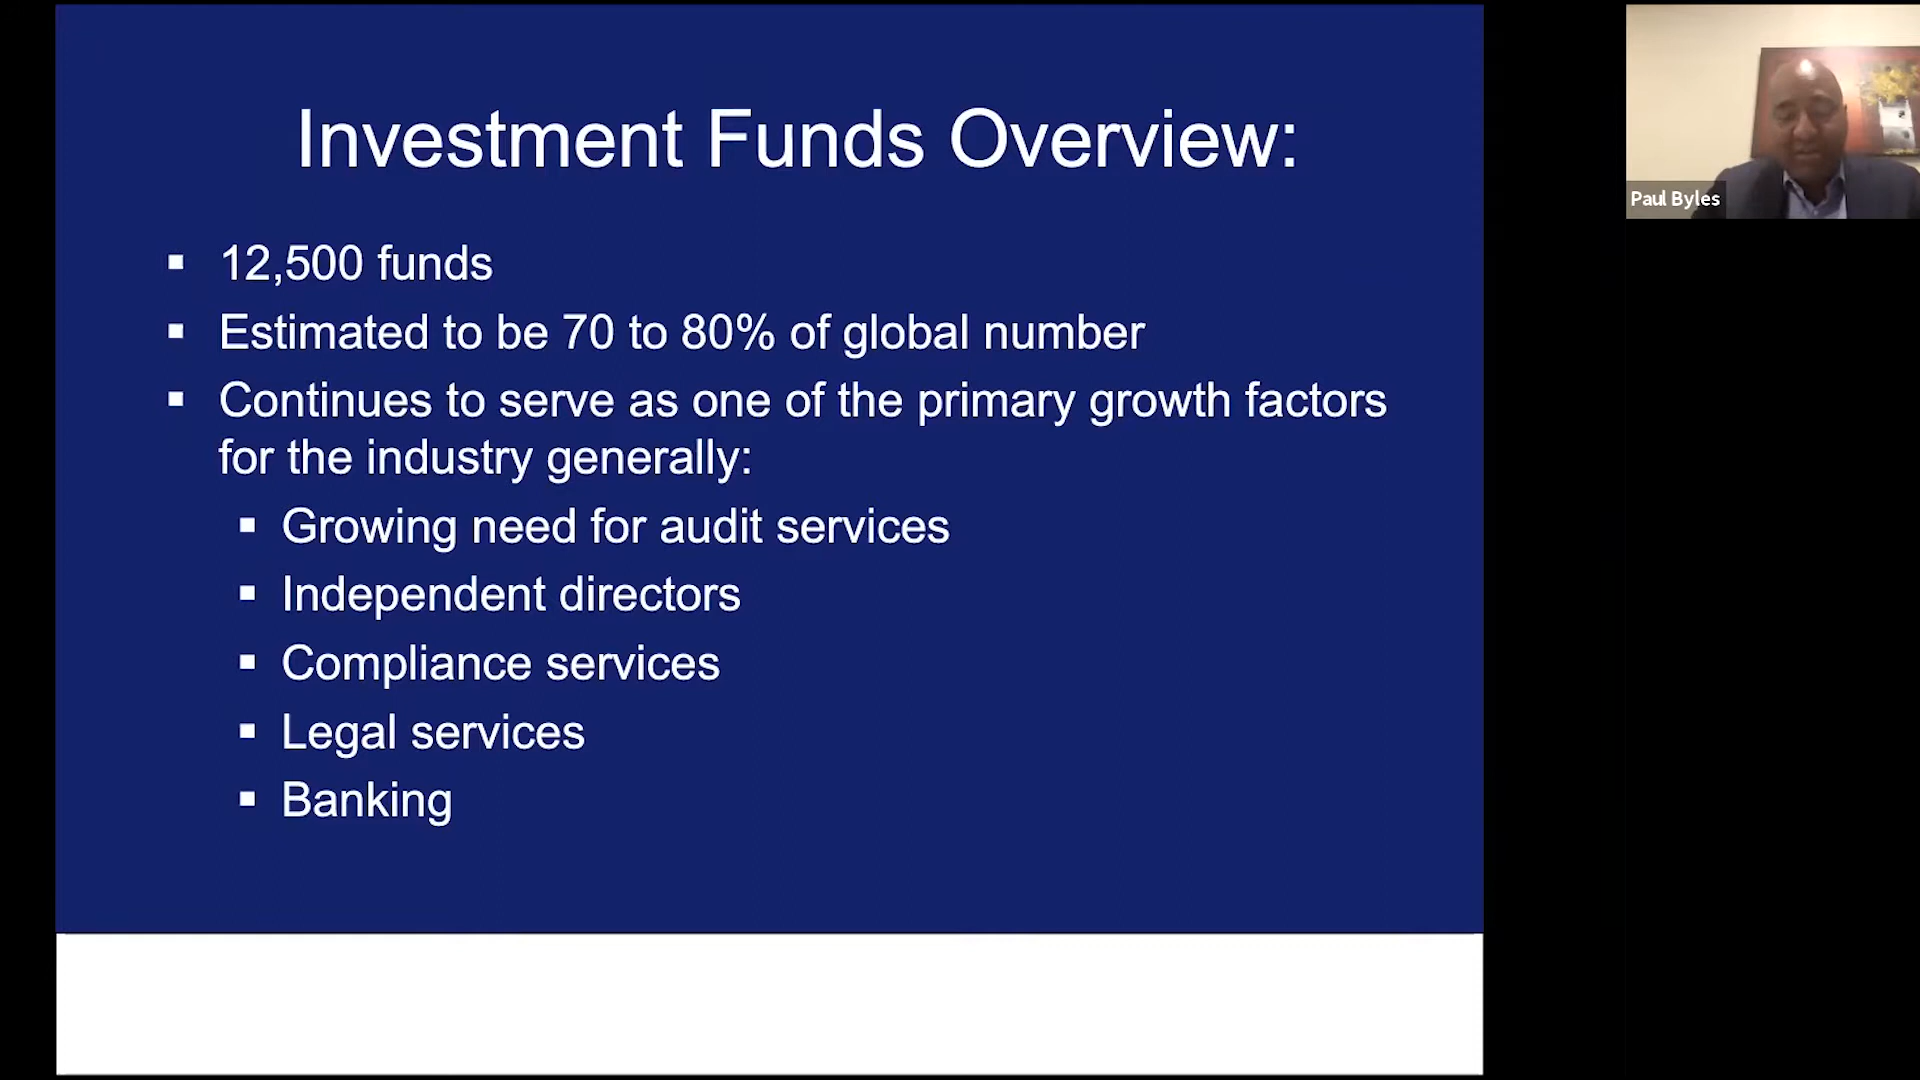 Investment Funds Overview:
▪ 12,500 funds
▪ Estimated to be 70 to 80% of global number
▪ Continues to serve as one of the primary growth factors
for the industry generally:
▪ Growing need for audit services
▪ Independent directors
▪ Compliance services
▪ Legal services
▪ Banking
Paul Byles